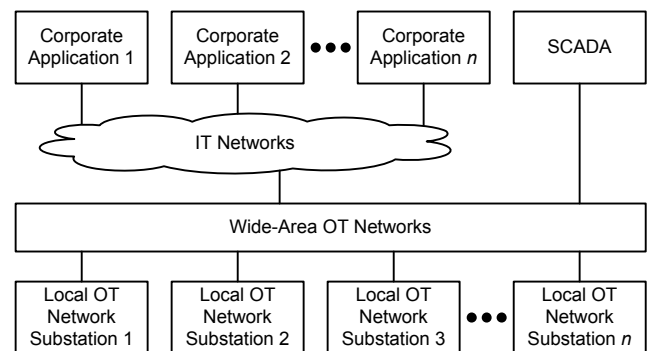 Corporate
Application 1
Corporate
Application 2
Corporate
Application n
SCADA
IT Networks
Wide-Area OT Networks
Local OT
Network
Substation 1
Local OT
Network
Substation 2
Local OT
Network
Substation 3
Local OT
Network
Substation n